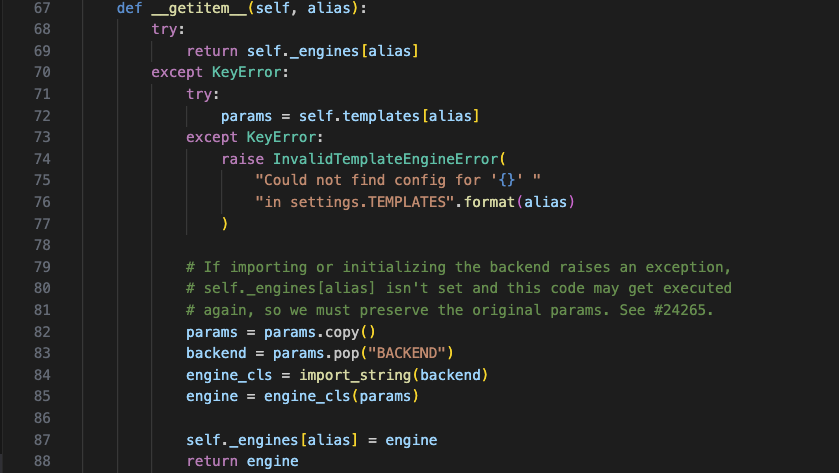 67 def __getitem__(self, alias):
68 try:
69 return self._engines[alias]
70 except KeyError:
71 try:
72 params = self.templates[alias]
73 except KeyError:
74 raise InvalidTemplateEngineError(
75 "Could not find config for '{}' "
76 "in settings.TEMPLATES".format(alias)
77 )
78
79 # If importing or initializing the backend raises an exception,
80 # self._engines[alias] isn't set and this code may get executed
81 # again, so we must preserve the original params. See #24265.
82 params = params.copy()
83 backend = params.pop("BACKEND")
84 engine_cls = import_string(backend)
85 engine = engine_cls(params)
86
87 self._engines[alias] = engine
88 return engine